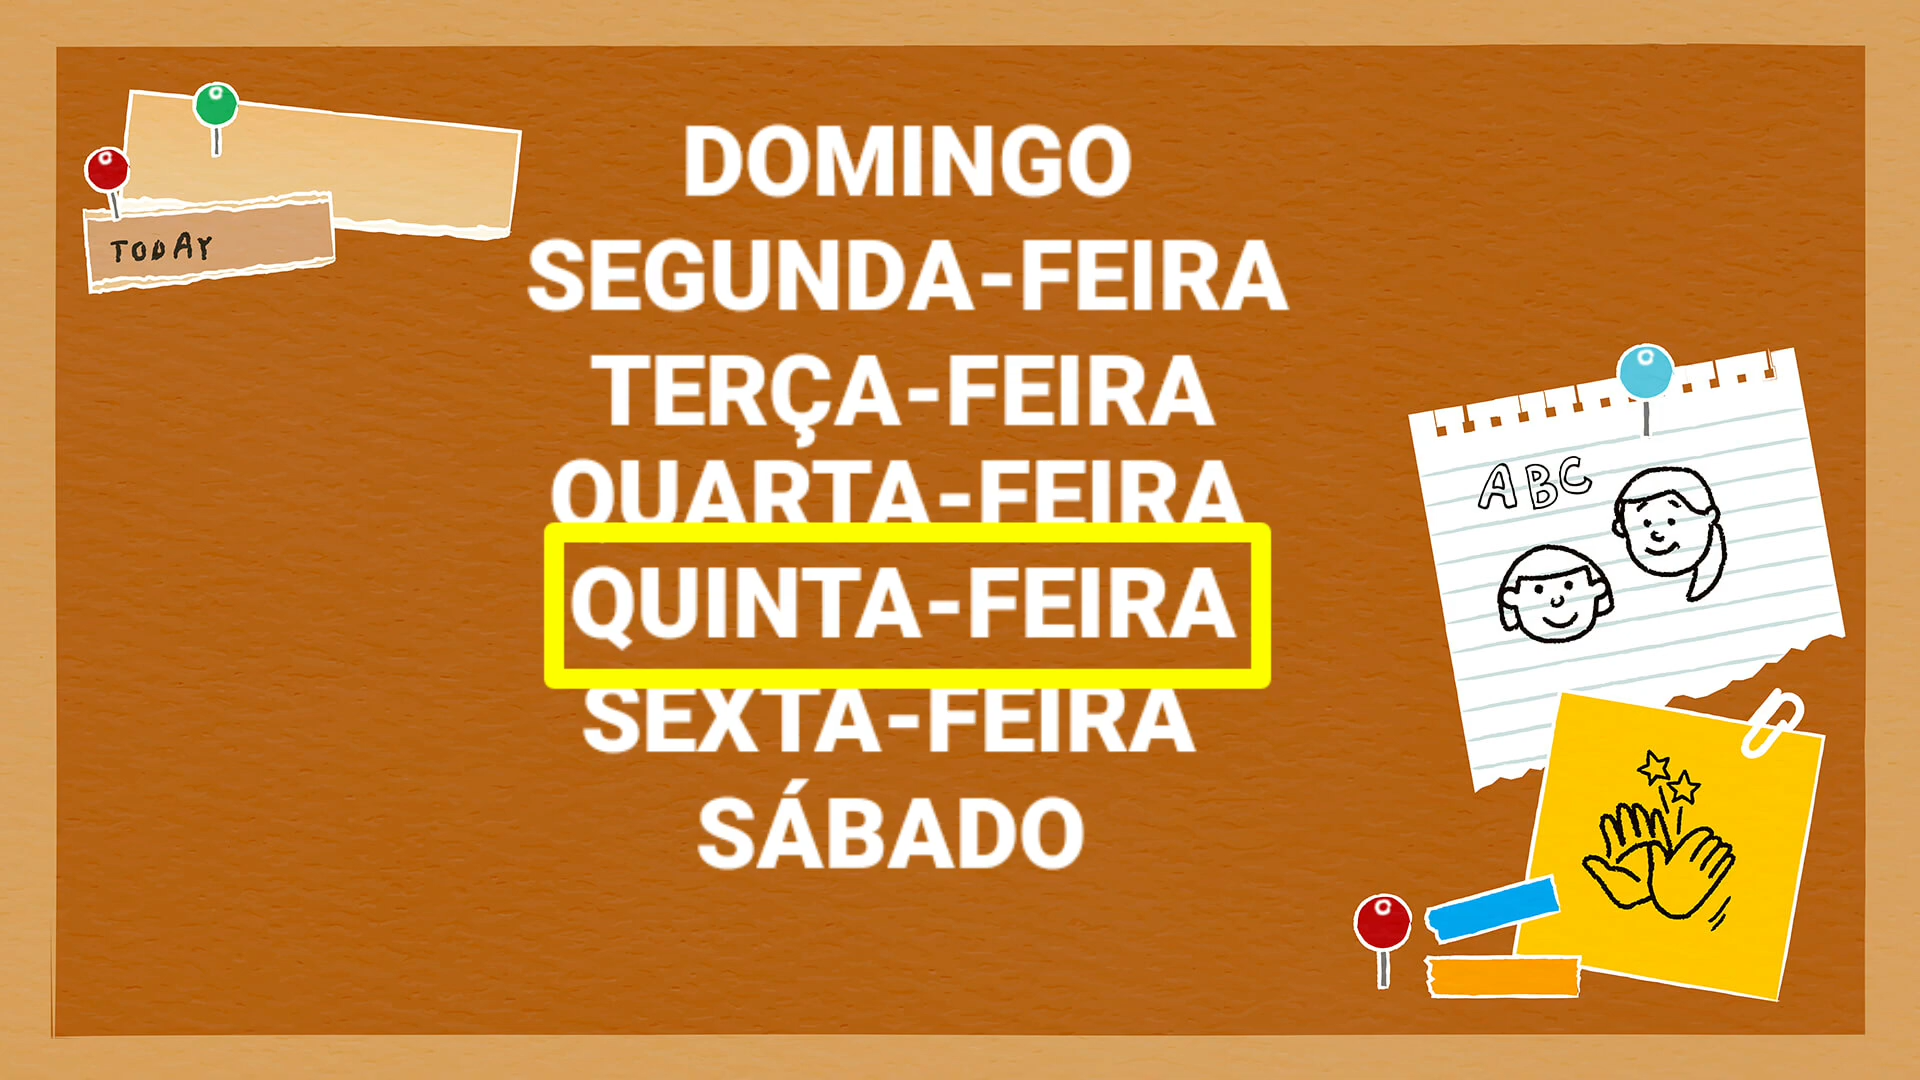 DOMINGO
SEGUNDA-FEIRA
TODAY
TERÇA-FEIRA
QUARTA-FEIRA
ABC
QUINTA-FEIRA
SEXTA-FEIRA
SÁBADO